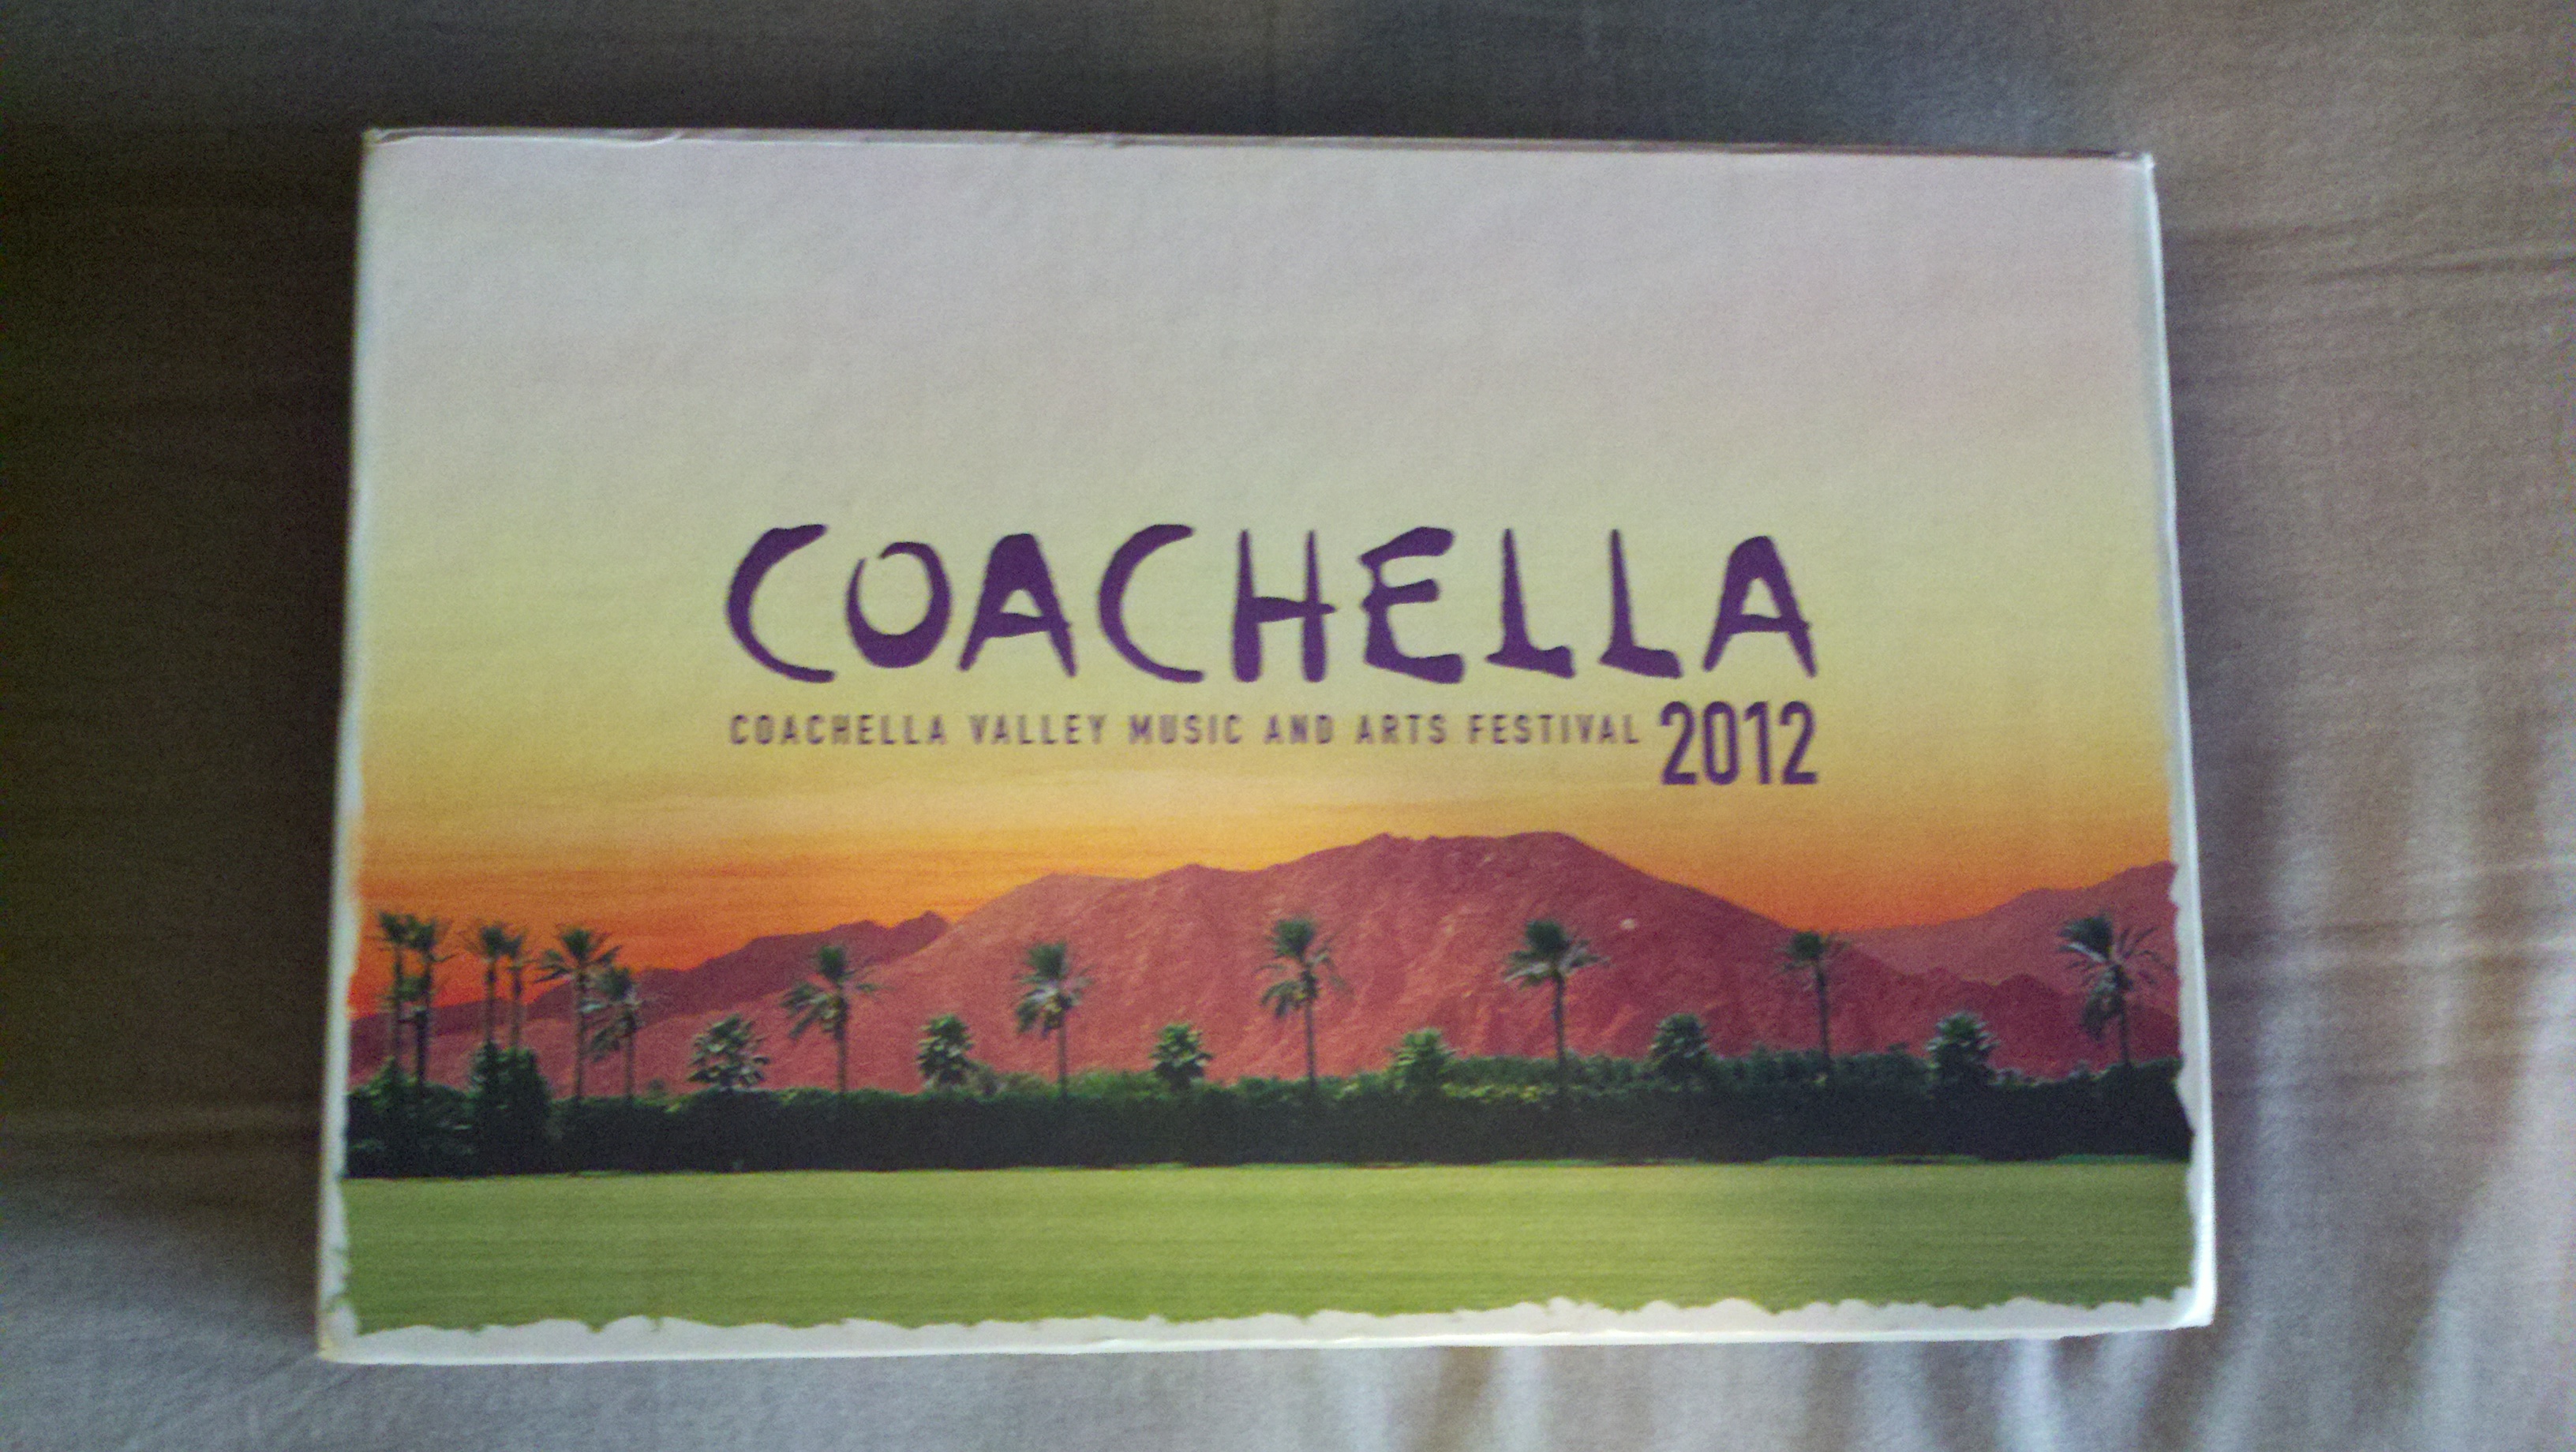 COACHELLA
COACHELLA VALLEY MUSIC AND ARTS FESTIVAL 2012